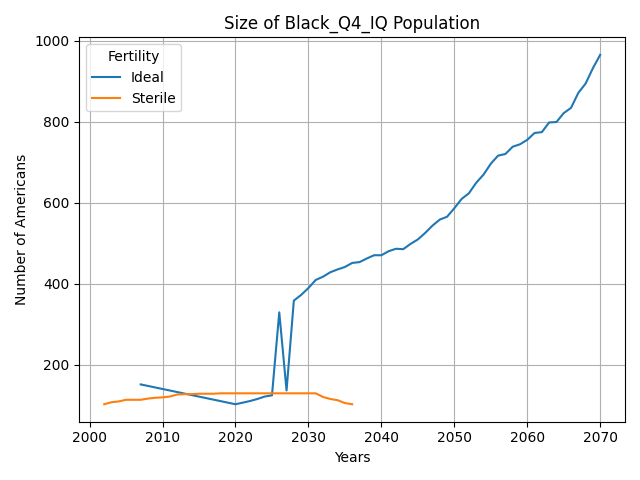 Size of Black_Q4_IQ Population
Fertility
Ideal
Sterile
Number of Americans
1000
800
600
400
200
2000 2010 2020 2030 2040 2050 2060 2070
Years